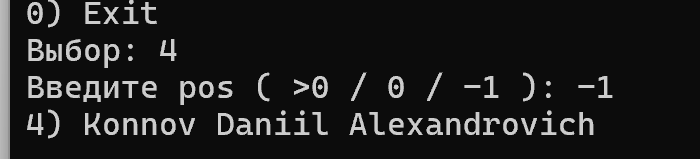 0) Exit
Выбор: 4
Введите pos ( >0 / 0 / -1 ): -1
4) Konnov Daniil Alexandrovich